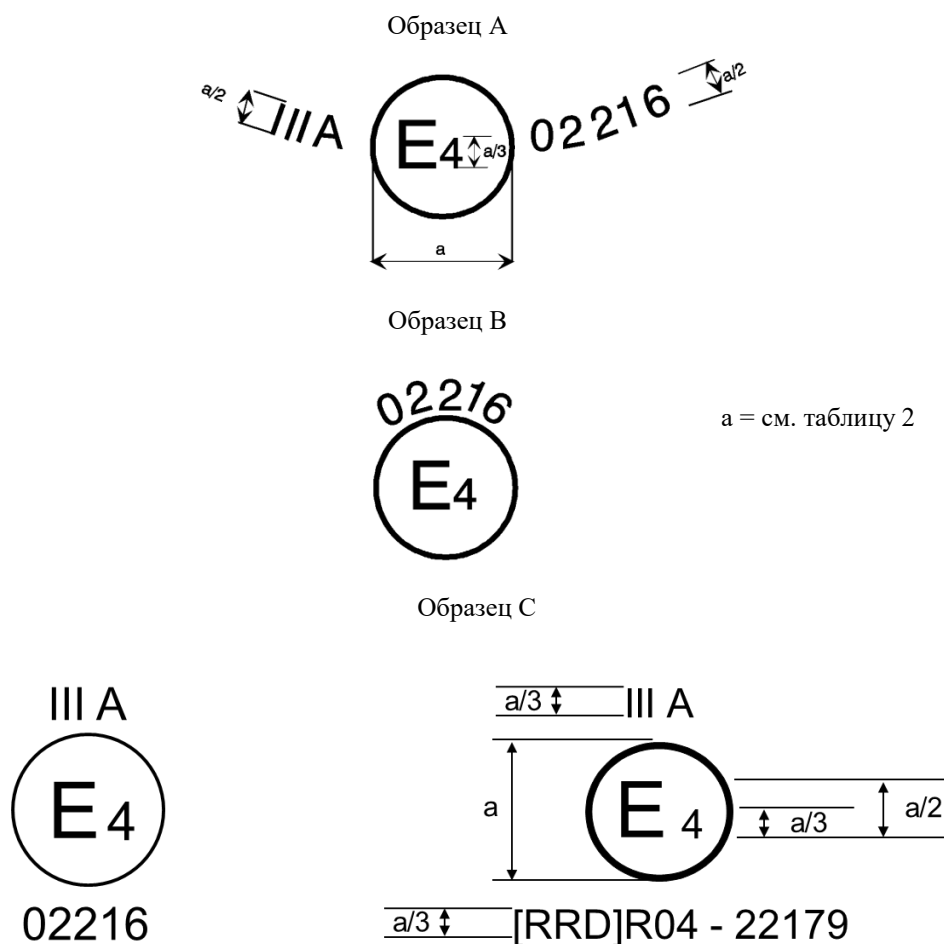 Образец A
a/2 III A E4 a/3 02216 a/2
a
Образец B
02216
E4
a = см. таблицу 2
Образец C
III A
E 4
02216
a/3 III A
a E 4 a/3 a/2
a/3 [RRD]R04 - 22179